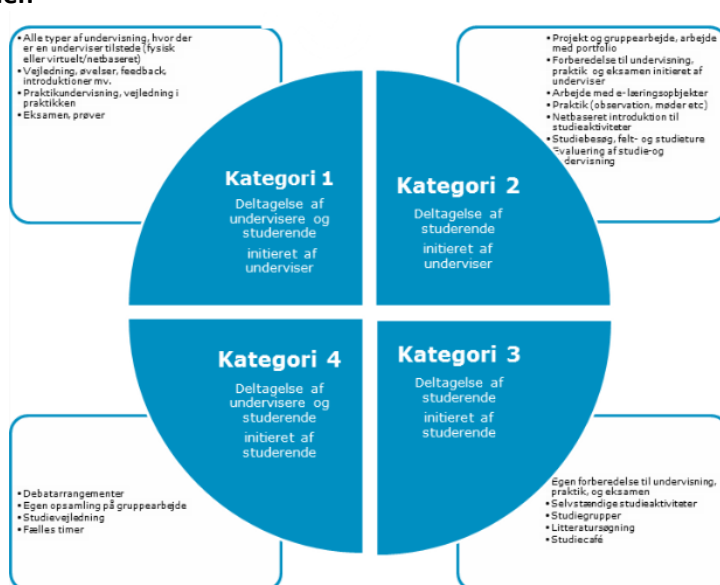 • Alle typer af undervisning, hvor der
er en underviser tilstede (fysisk
eller virtuelt/netbaseret)
• Vejledning, øvelser, feedback,
introduktioner mv.
• Praktikundervisning, vejledning i
praktikken
• Eksamen, prøver
• Projekt og gruppearbejde, arbejde
med portfolio
• Forberedelse til undervisning,
praktik og eksamen initieret af
underviser
• Arbejde med e-læringsobjekter
• Praktik (observation, møder etc)
• Netbaseret introduktion til
studieaktiviteter
• Studiebesøg, felt- og studieture
Evaluering af studie-og
dervisning
Kategori 1
Deltagelse af
undervisere og
studerende
initieret af
underviser
Kategori 2
Deltagelse af
studerende
initieret af
underviser
Kategori 4
Deltagelse af
undervisere og
studerende
initieret af
studerende
Kategori 3
Deltagelse af
studerende
initieret af
studerende
• Debatarrangementer
• Egen opsamling på gruppearbejde
• Studievejledning
• Fælles timer
Egen forberedelse til undervisning,
praktik, og eksamen
• Selvstændige studieaktiviteter
• Studiegrupper
• Litteratursøgning
• Studiecafé